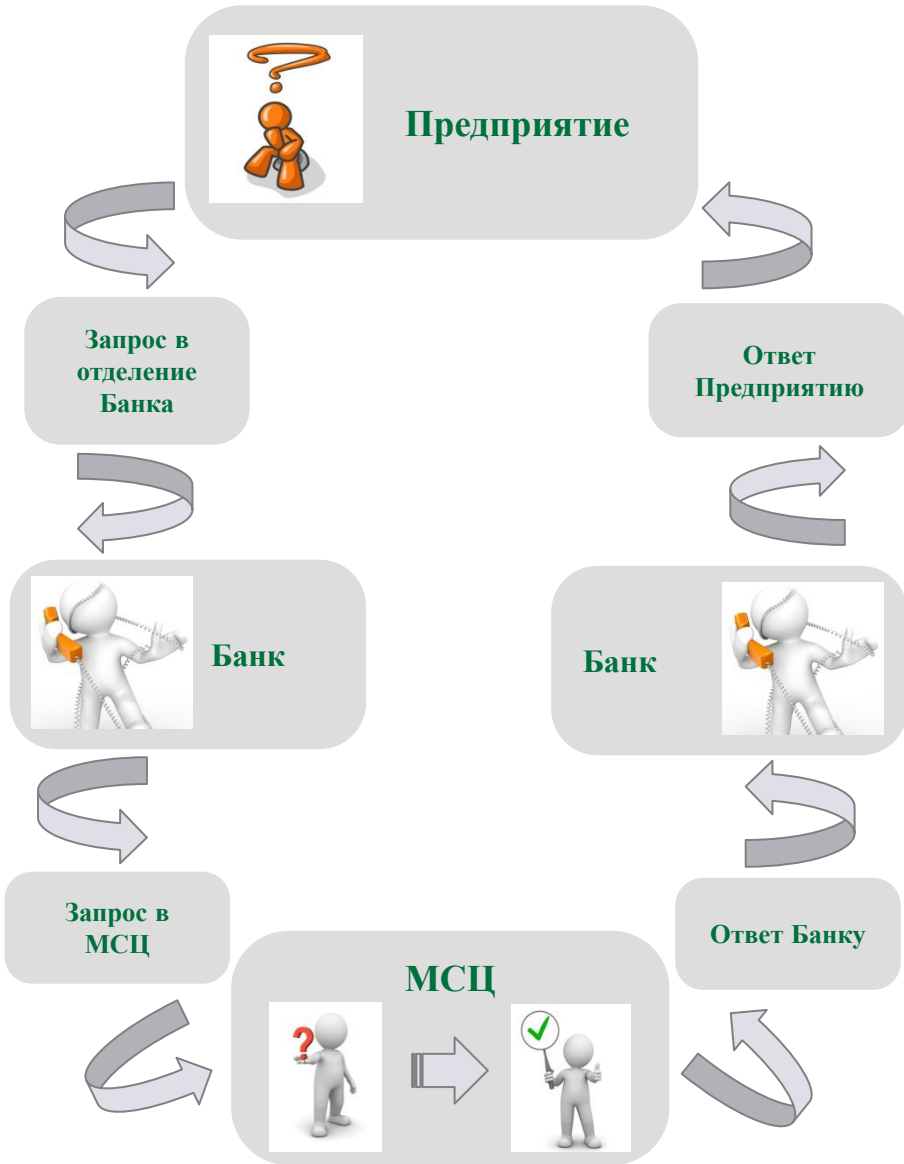 Предприятие
Запрос в
отделение
Банка
Ответ
Предприятию
Банк
Банк
Запрос в
МСЦ
Ответ Банку
МСЦ
?